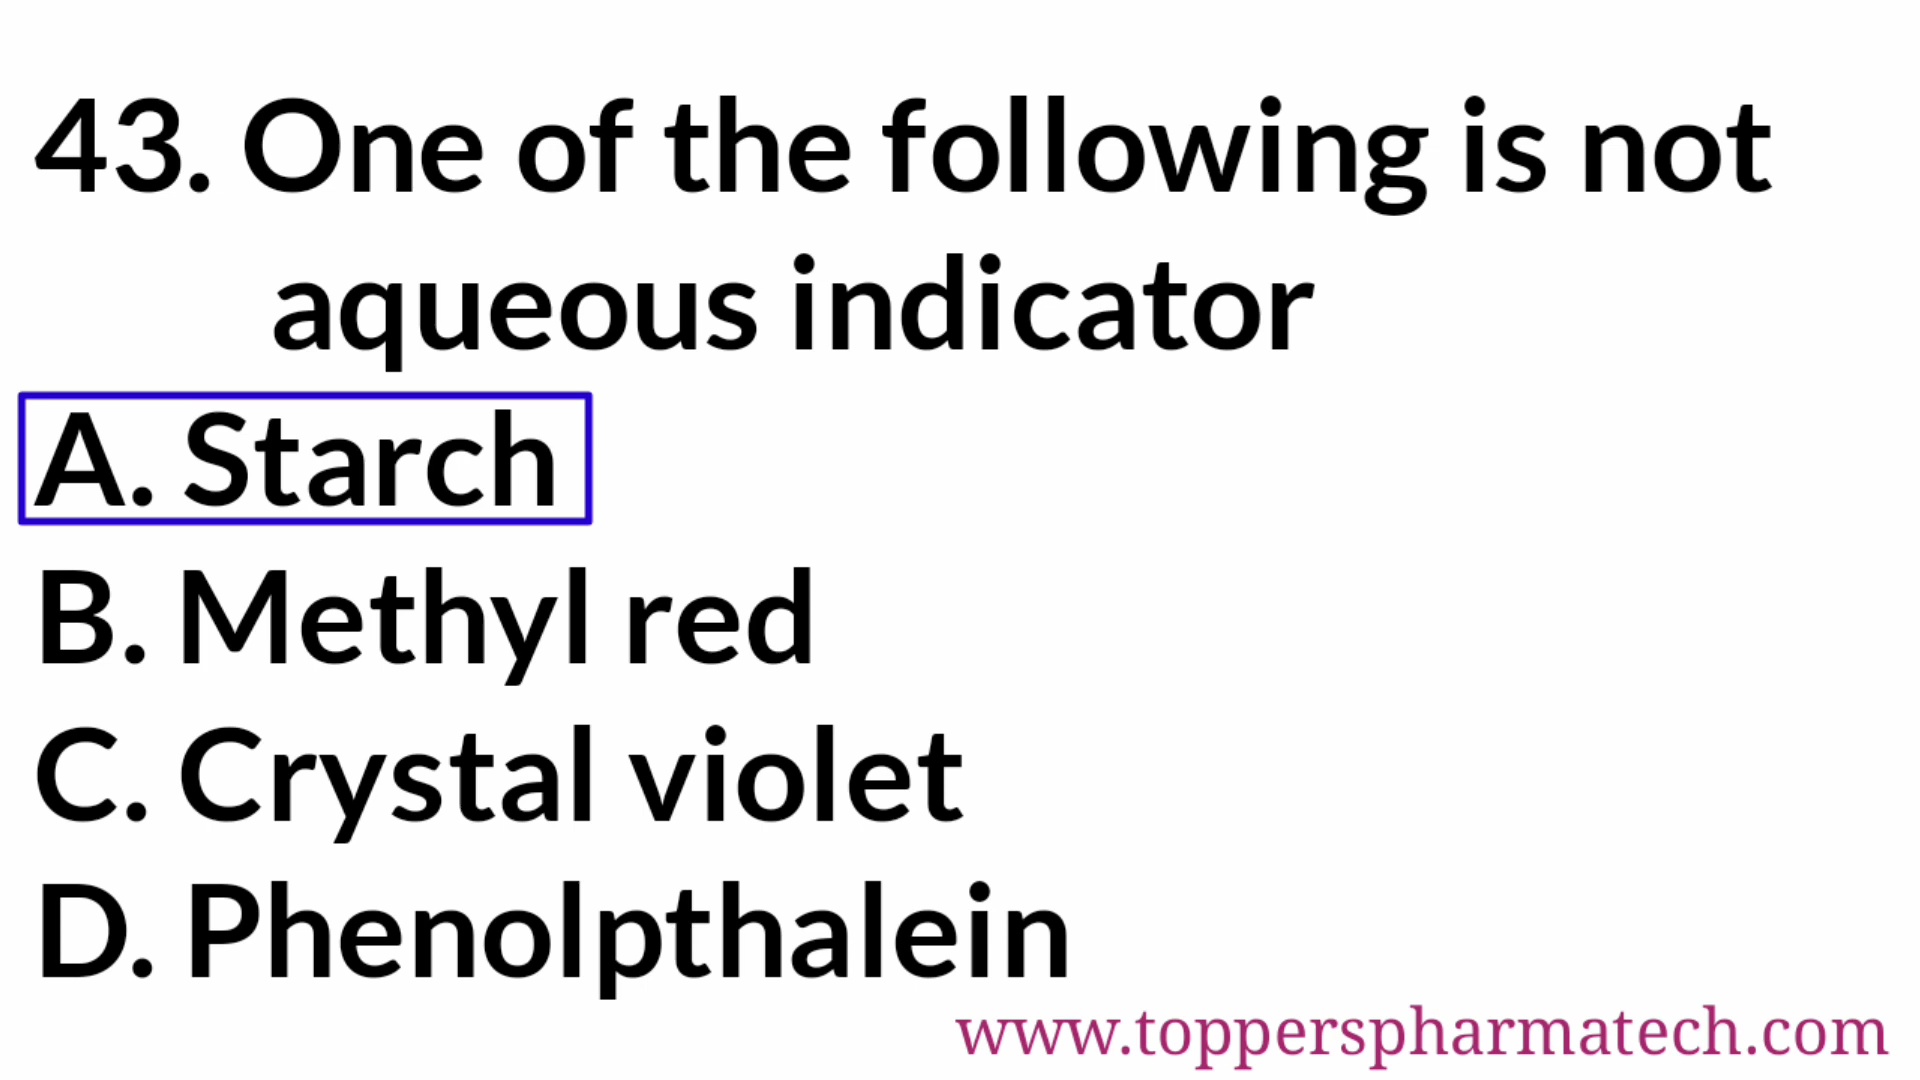 43. One of the following is not
aqueous indicator
A. Starch
B. Methyl red
C. Crystal violet
D. Phenolpthalein
www.topperspharmatech.com